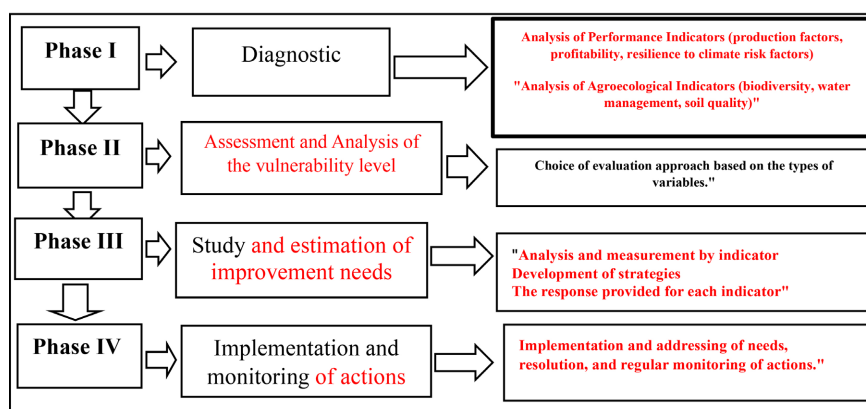 Phase I
Diagnostic
Analysis of Performance Indicators (production factors,
profitability, resilience to climate risk factors)
"Analysis of Agroecological Indicators (biodiversity, water
management, soil quality)"
Phase II
Assessment and Analysis of
the vulnerability level
Choice of evaluation approach based on the types of
variables."
Phase III
Study and estimation of
improvement needs
"Analysis and measurement by indicator
Development of strategies
The response provided for each indicator"
Phase IV
Implementation and
monitoring of actions
Implementation and addressing of needs,
resolution, and regular monitoring of actions."